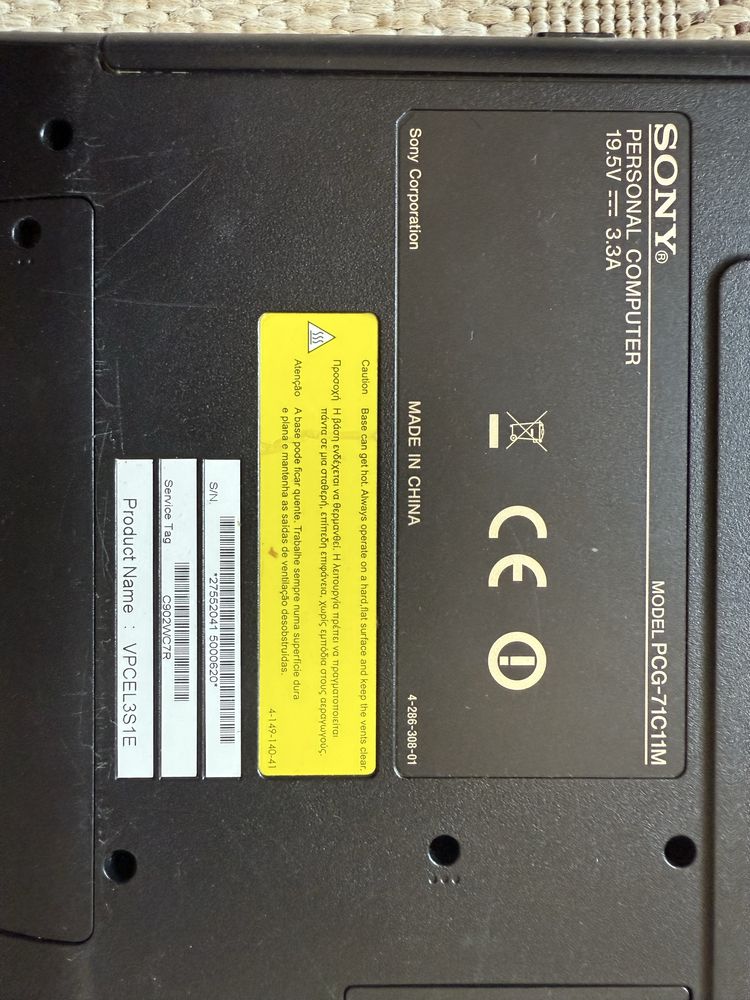 SONY®
PERSONAL COMPUTER
19.5V ⎓ 3.3A
MODEL PCG-71C11M
Sony Corporation
MADE IN CHINA
4-286-308-01
Caution Base can get hot. Always operate on a hard,flat surface and keep the vents clear.
Προσοχή Η βάση ενδέχεται να θερμανθεί. Η λειτουργία πρέπει να πραγματοποιείται
πάντα σε μια σταθερή, επίπεδη επιφάνεια, χωρίς εμπόδια στους αεραγωγούς.
Atenção A base pode ficar quente. Trabalhe sempre numa superfície dura
e plana e mantenha as saídas de ventilação desobstruídas.
4-149-140-41
S/N.
*27552041 5000620*
Service Tag
C902WC7R
Product Name : VPCEL3S1E